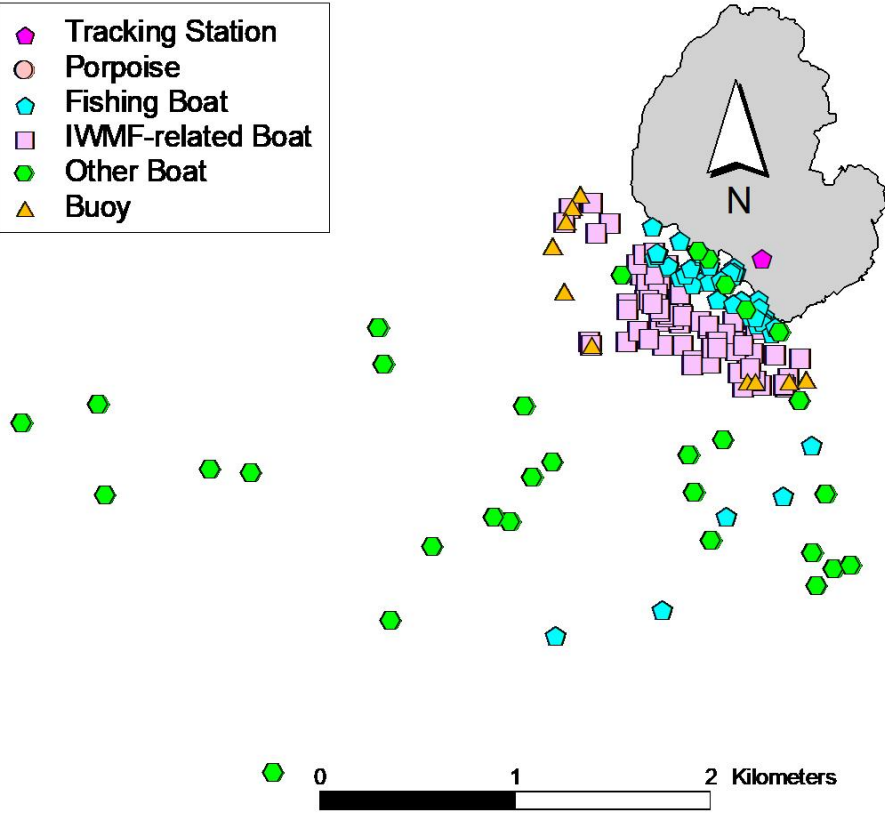 Tracking Station
Porpoise
Fishing Boat
IWMF-related Boat
Other Boat
Buoy
N
0 1 2 Kilometers